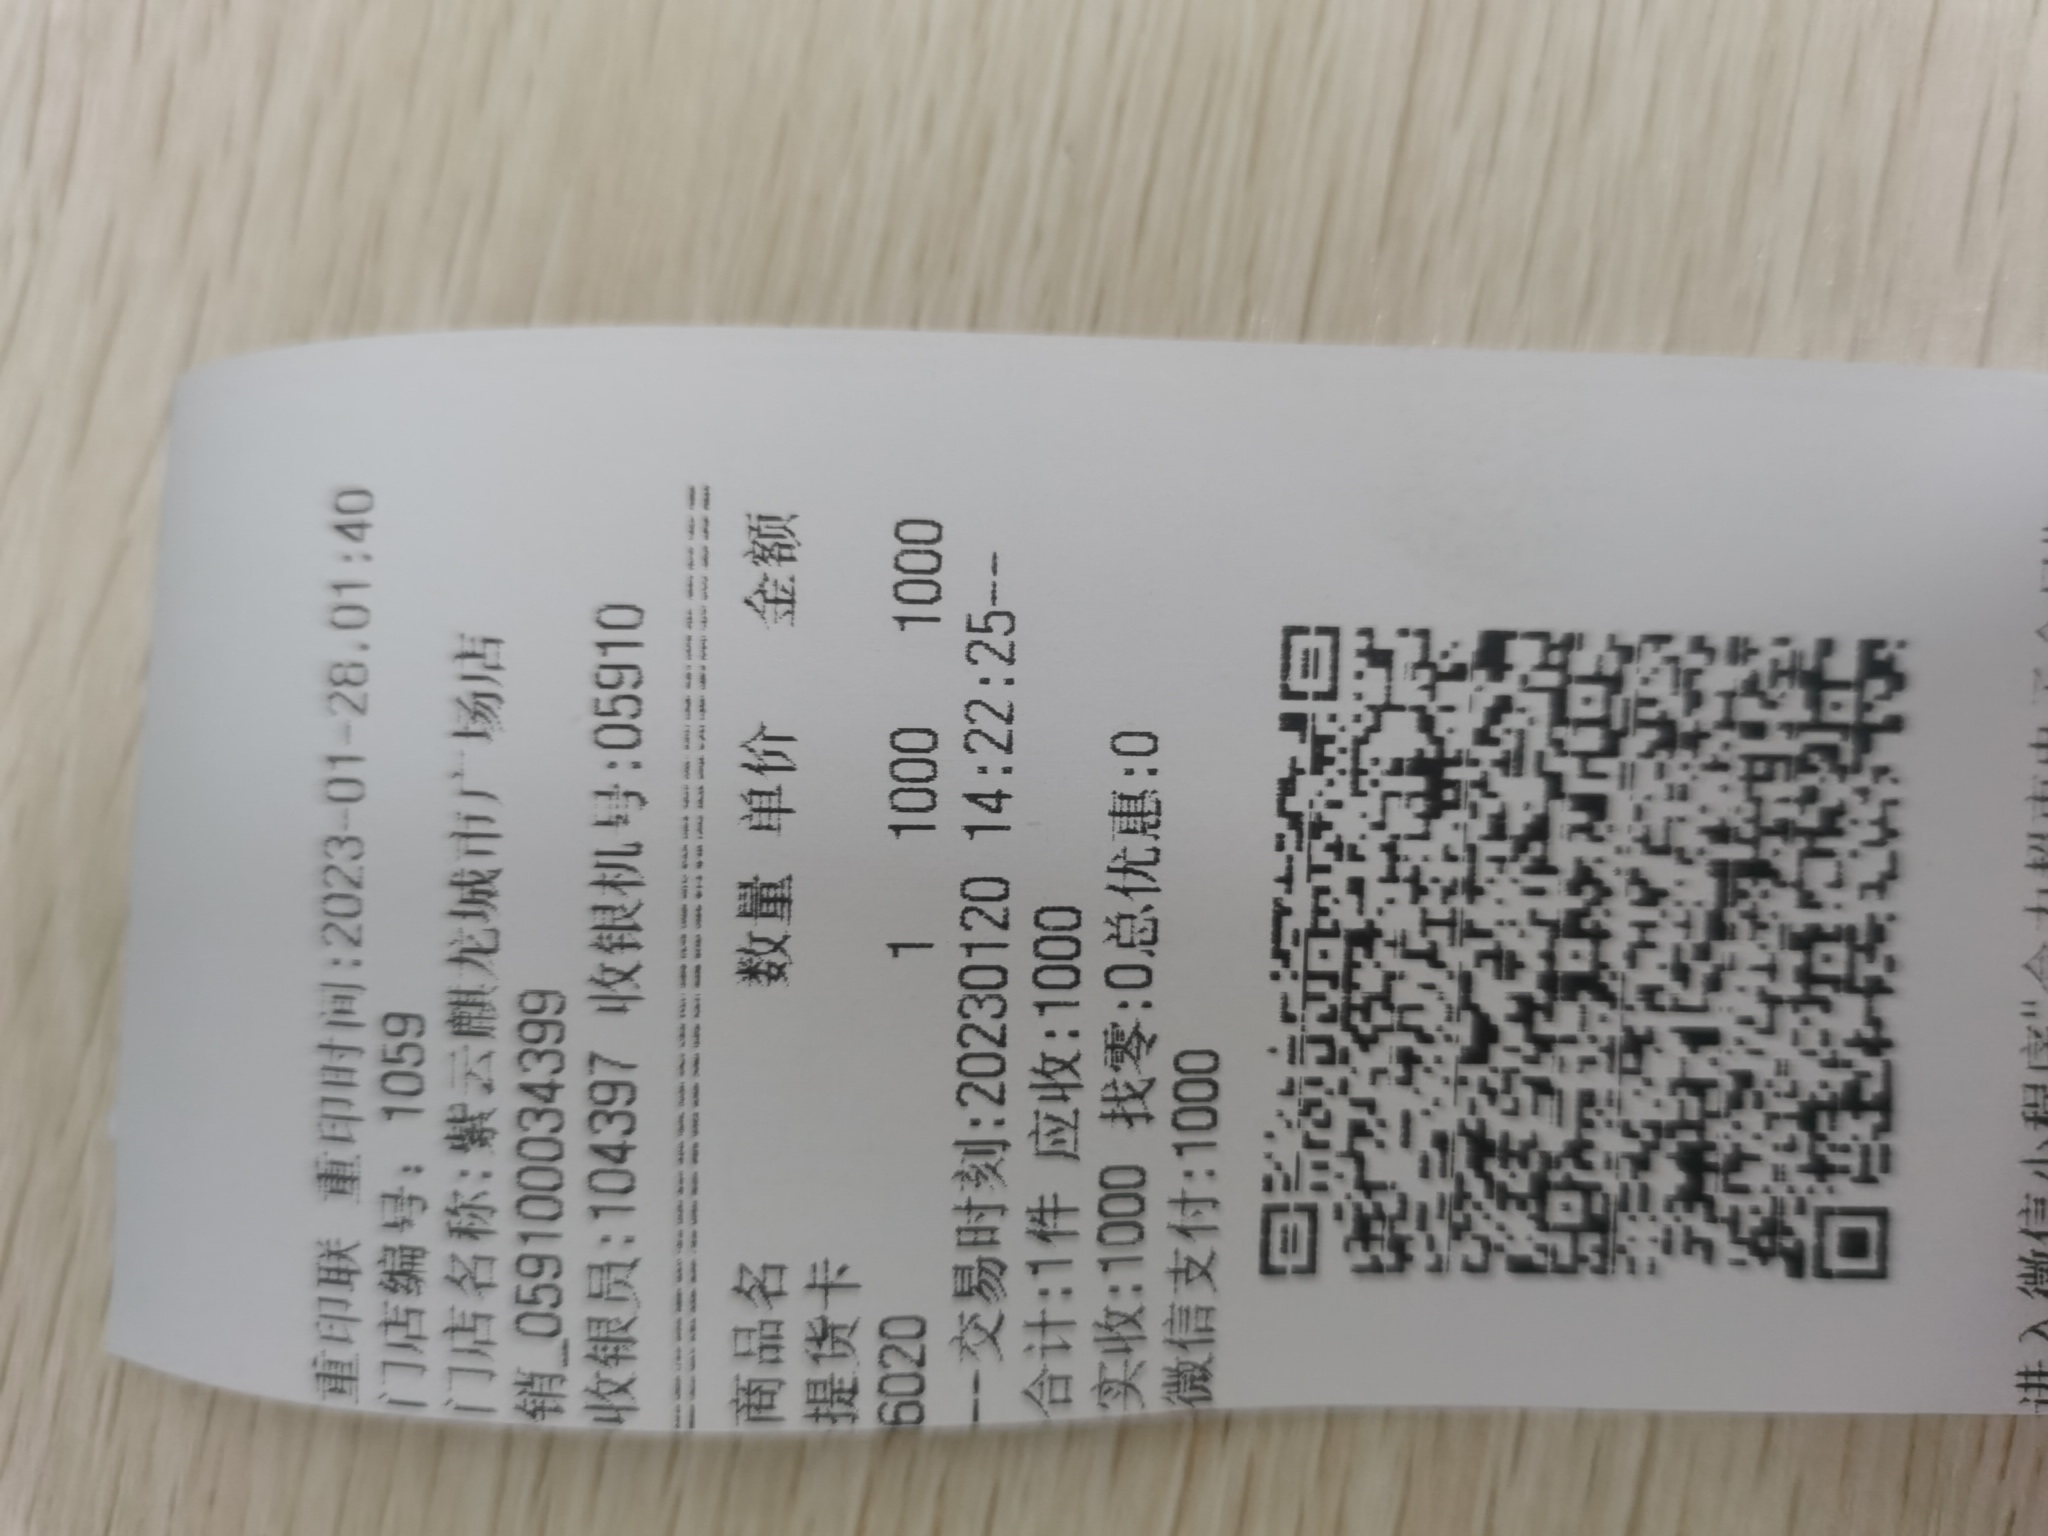 重印联 重印时间:2023-01-28.01:40
门店编号: 1059
门店名称:紫云麒龙城市广场店
销_0591000034399
收银员:104397 收银机号:05910
商品名 数量 单价 金额
提货卡
6020 1 1000 1000
--交易时刻:20230120 14:22:25---
合计:1件 应收:1000
实收:1000 找零:0总优惠:0
微信支付:1000